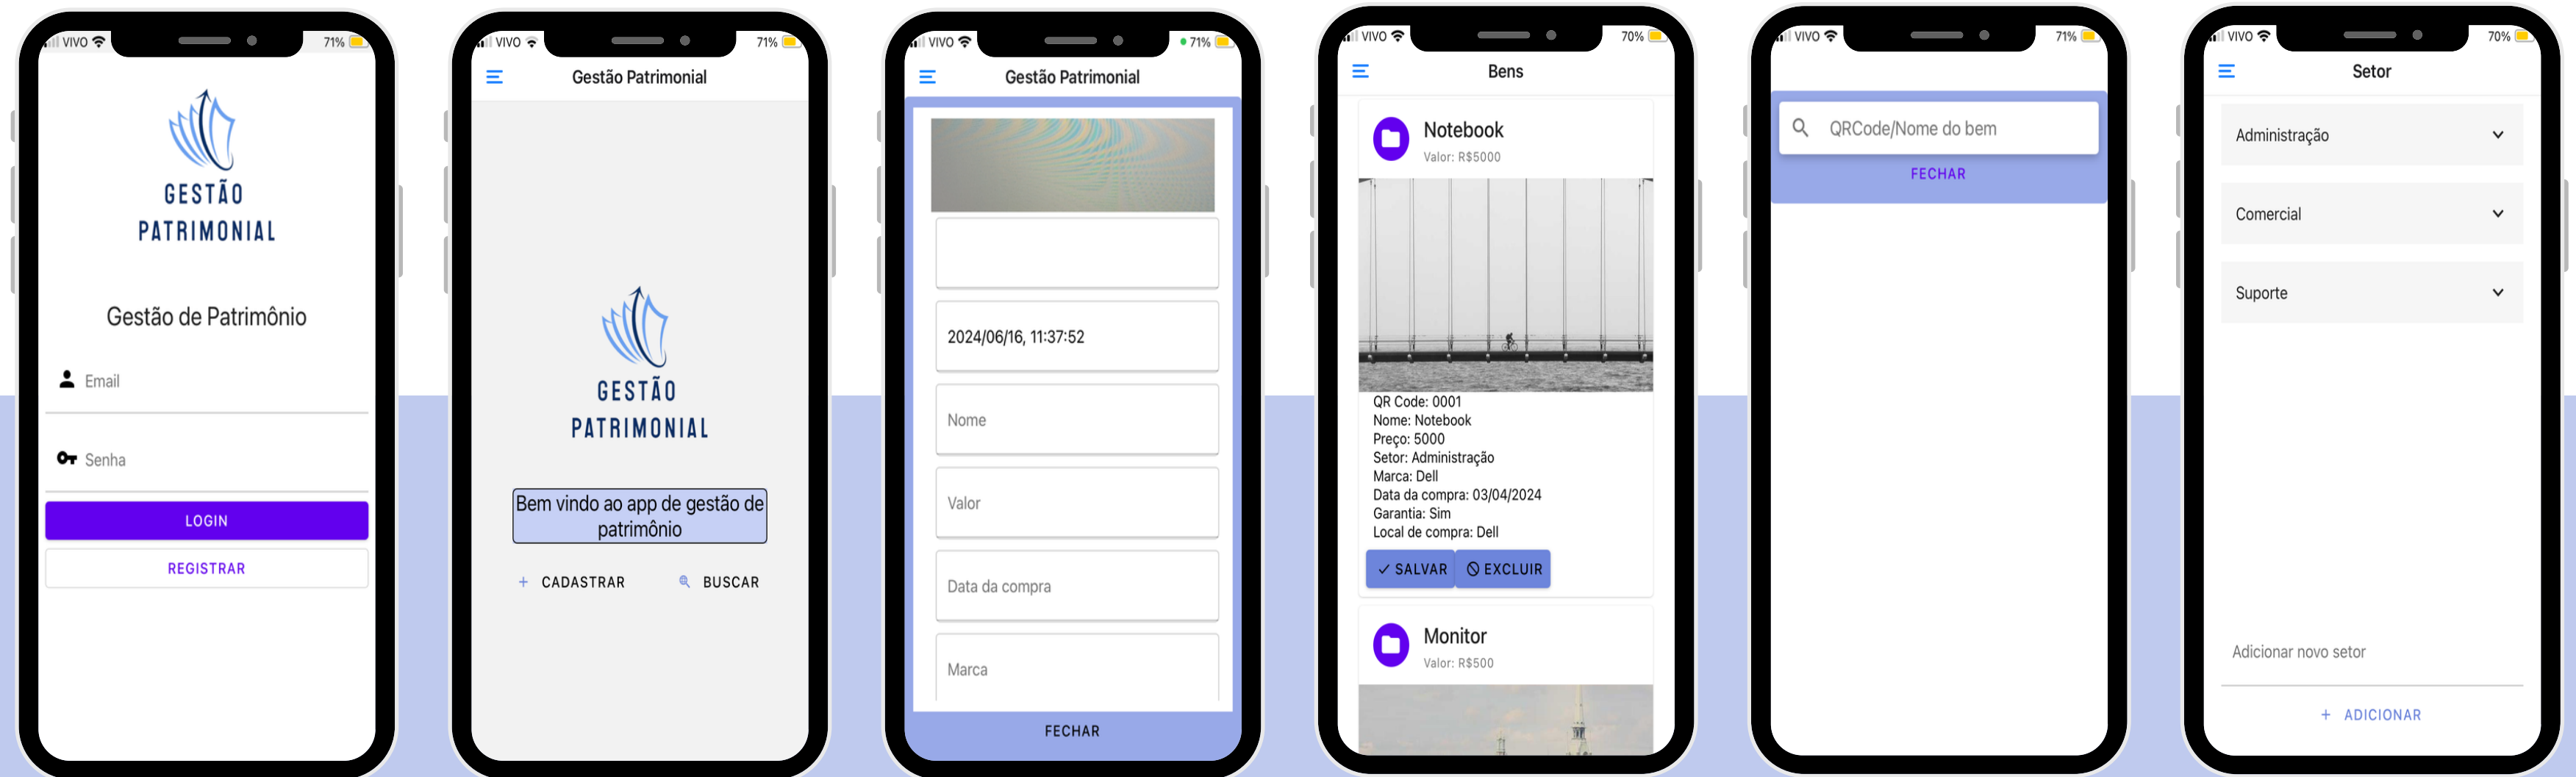 VIVO 71%
GESTÃO
PATRIMONIAL
Gestão de Patrimônio
Email
Senha
LOGIN
REGISTRAR
VIVO 71%
Gestão Patrimonial
GESTÃO
PATRIMONIAL
Bem vindo ao app de gestão de
patrimônio
+ CADASTRAR BUSCAR
VIVO 71%
Gestão Patrimonial
2024/06/16, 11:37:52
Nome
Valor
Data da compra
Marca
FECHAR
VIVO 70%
Bens
Notebook
Valor: R$5000
QR Code: 0001
Nome: Notebook
Preço: 5000
Setor: Administração
Marca: Dell
Data da compra: 03/04/2024
Garantia: Sim
Local de compra: Dell
SALVAR EXCLUIR
Monitor
Valor: R$500
VIVO 71%
QRCode/Nome do bem
FECHAR
VIVO 70%
Setor
Administração
Comercial
Suporte
Adicionar novo setor
+ ADICIONAR